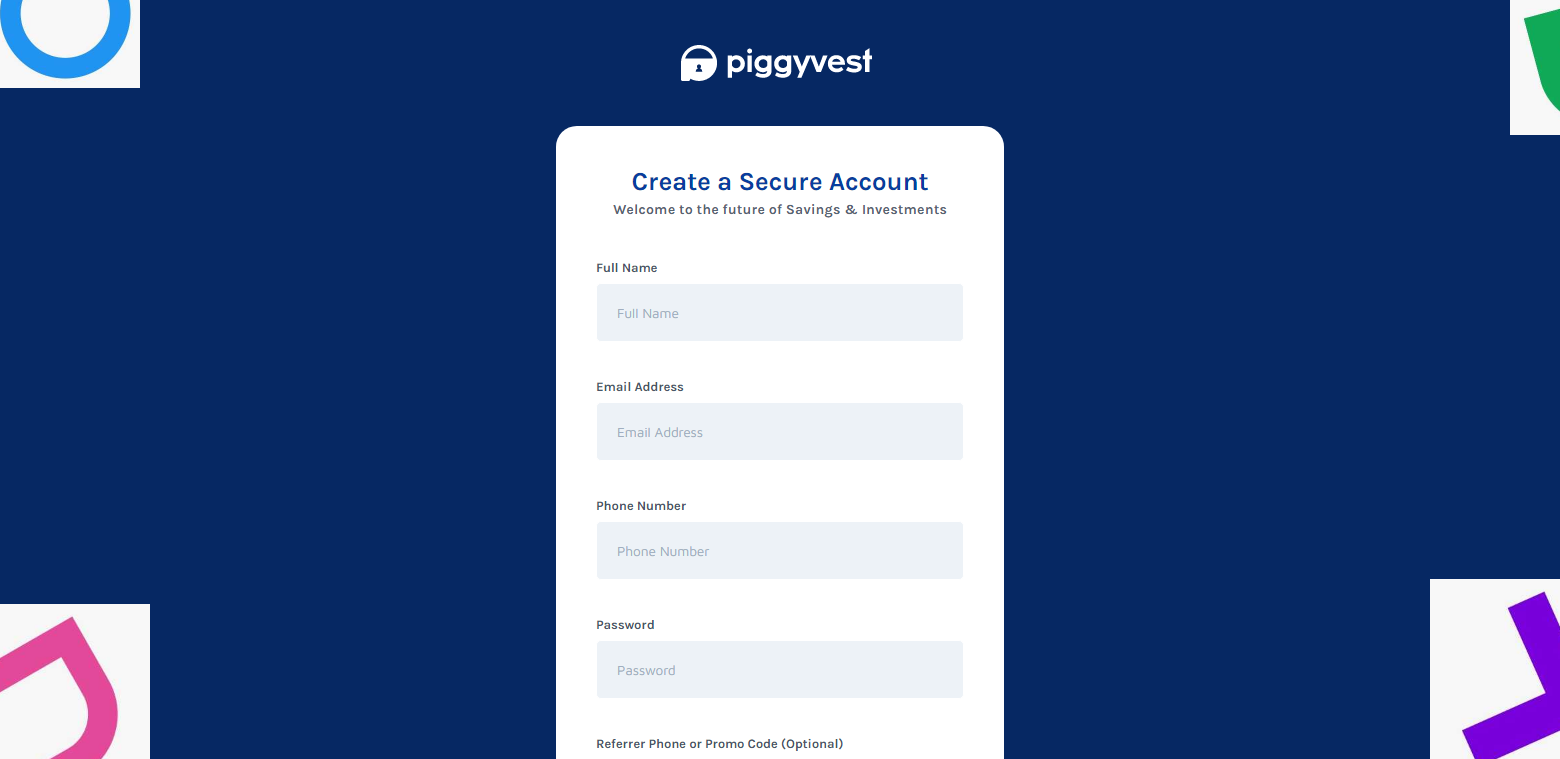 piggyvest
Create a Secure Account
Welcome to the future of Savings & Investments
Full Name
Full Name
Email Address
Email Address
Phone Number
Phone Number
Password
Password
Referrer Phone or Promo Code (Optional)